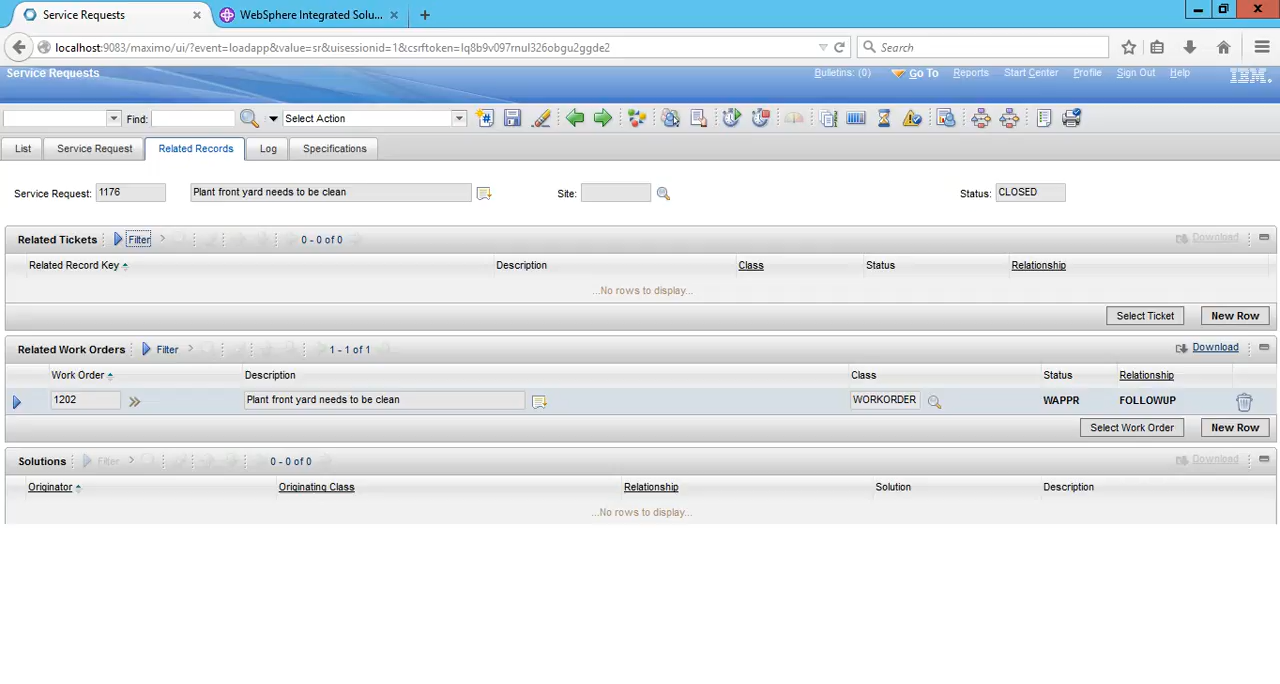 Service Requests
WebSphere Integrated Solu...
localhost:9083/maximo/ui/?event=loadapp&value=sr&uisessionid=1&csrftoken=lq8b9v097rnul326obgu2ggde2
Search
Service Requests
Bulletins: (0)
Go To
Reports
Start Center
Profile
Sign Out
Help
IBM.
Find:
Select Action
List
Service Request
Related Records
Log
Specifications
Service Request: 1176
Plant front yard needs to be clean
Site:
Status: CLOSED
Related Tickets
Filter
0 - 0 of 0
Download
Related Record Key
Description
Class
Status
Relationship
...No rows to display...
Select Ticket
New Row
Related Work Orders
Filter
1 - 1 of 1
Download
Work Order
Description
Class
Status
Relationship
1202
Plant front yard needs to be clean
WORKORDER
WAPPR
FOLLOWUP
Select Work Order
New Row
Solutions
Filter
0 - 0 of 0
Download
Originator
Originating Class
Relationship
Solution
Description
...No rows to display...